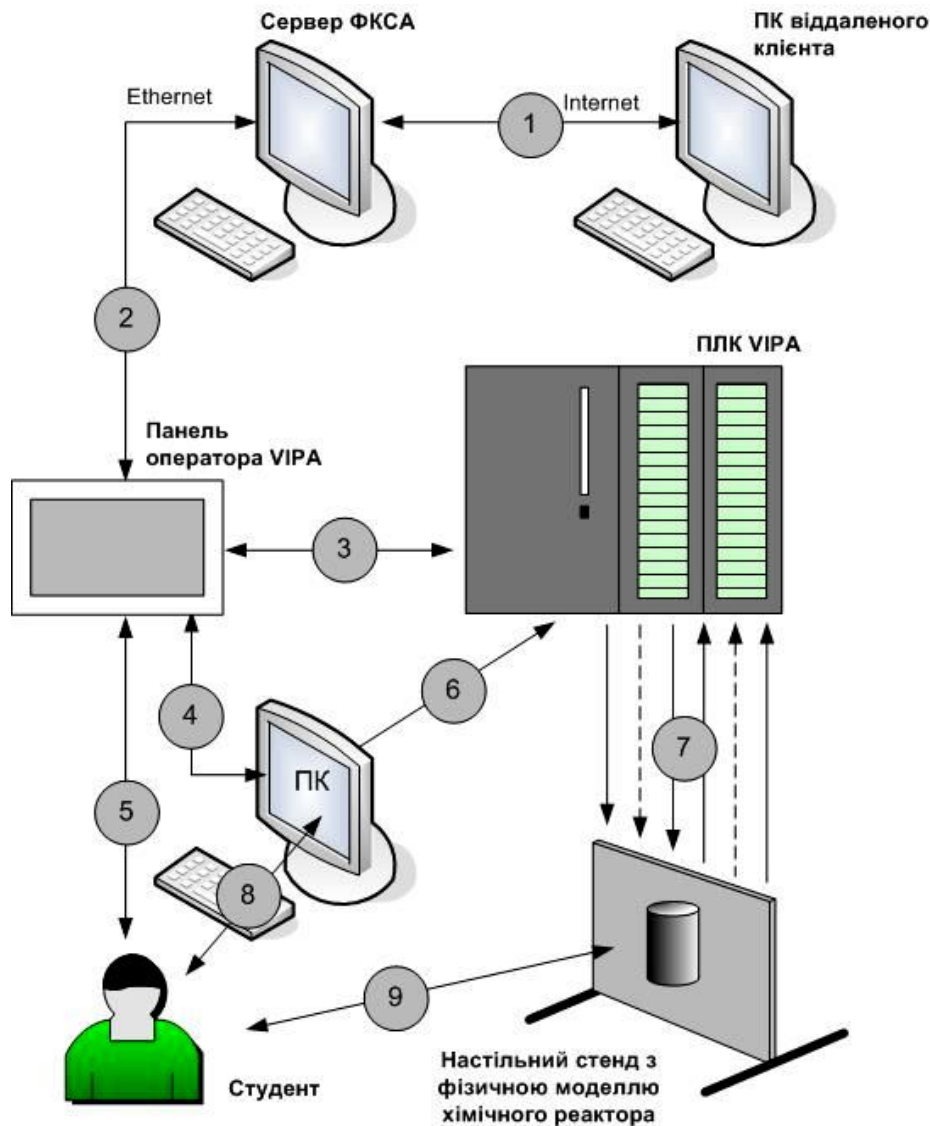 Сервер ФКСА
ПК віддаленого
клієнта
Ethernet
1
Internet
2
ПЛК VIPA
Панель
оператора VIPA
3
6
4
7
ПК
5
8
9
Студент
Настільний стенд з
фізичною моделлю
хімічного реактора